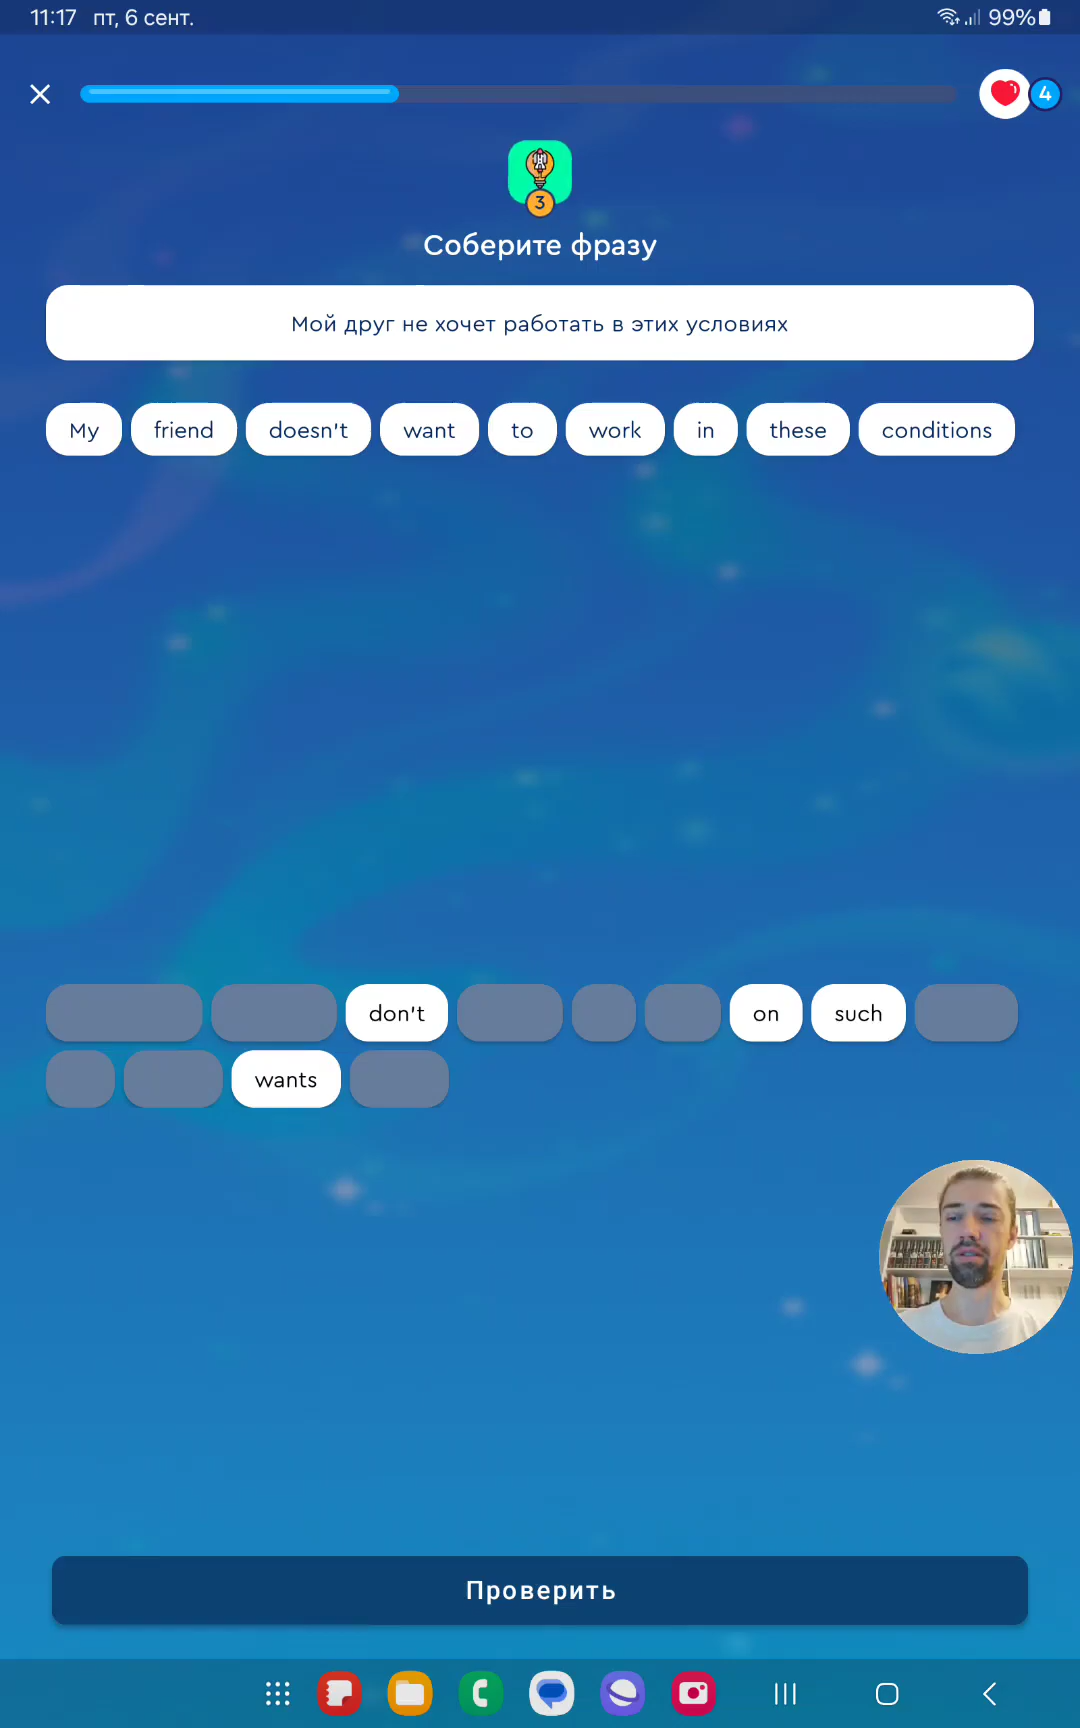 11:17 пт, 6 сент. 99%
4
3
Соберите фразу
Мой друг не хочет работать в этих условиях
My friend doesn't want to work in these conditions
don't on such
wants
Проверить